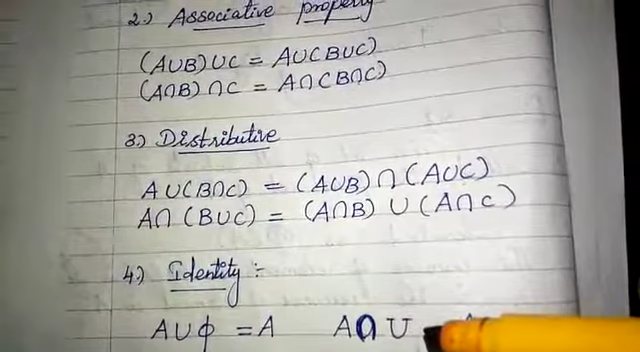 2.) Associative property
(A∪B)∪C = A∪(B∪C)
(A∩B)∩C = A∩(B∩C)
3.) Distributive
A∪(B∩C) = (A∪B)∩(A∪C)
A∩(B∪C) = (A∩B)∪(A∩C)
4.) Identity :-
A∪ϕ = A A∩U